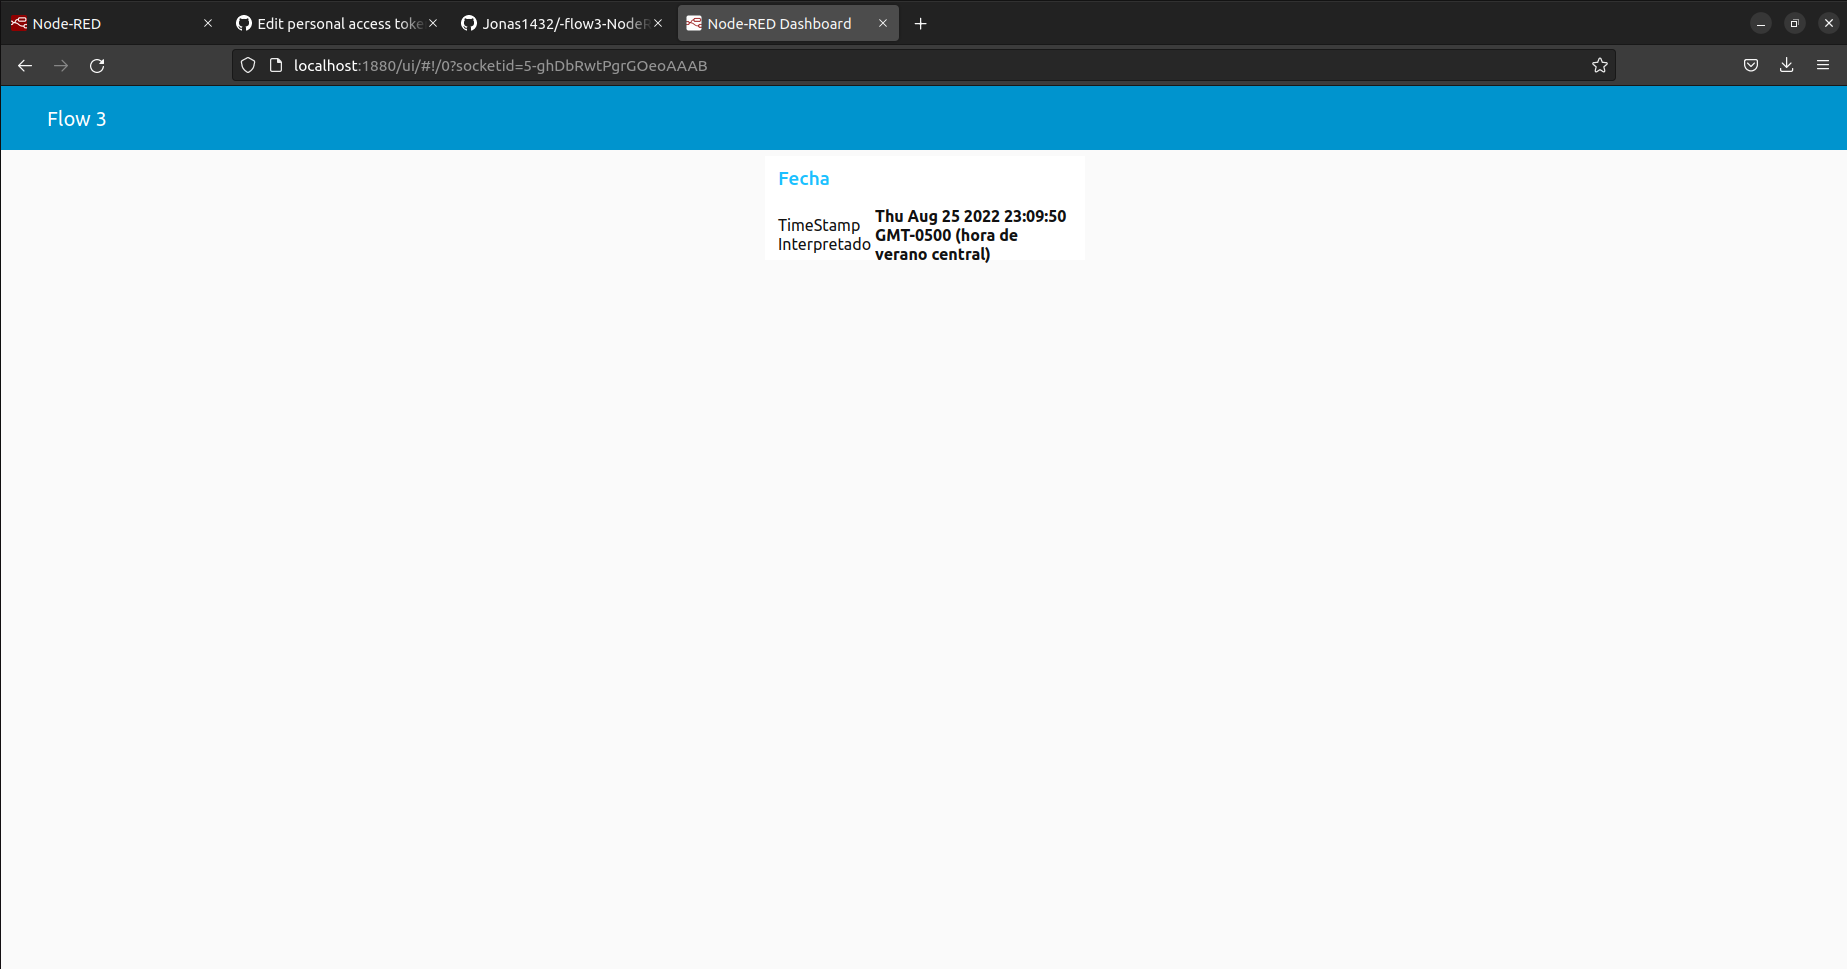 Node-RED
Edit personal access toke
Jonas1432/-flow3-NodeR
Node-RED Dashboard
localhost:1880/ui/#!/0?socketid=5-ghDbRwtPgrGOeoAAAB
Flow 3
Fecha
TimeStamp
Interpretado
Thu Aug 25 2022 23:09:50
GMT-0500 (hora de
verano central)